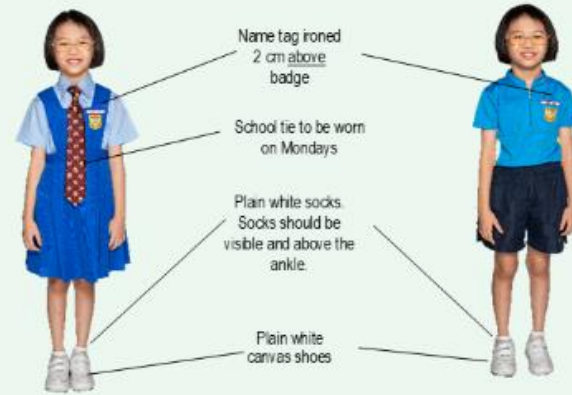 Name tag ironed
2 cm above
badge
School tie to be worn
on Mondays
Plain white socks.
Socks should be
visible and above the
ankle.
Plain white
canvas shoes